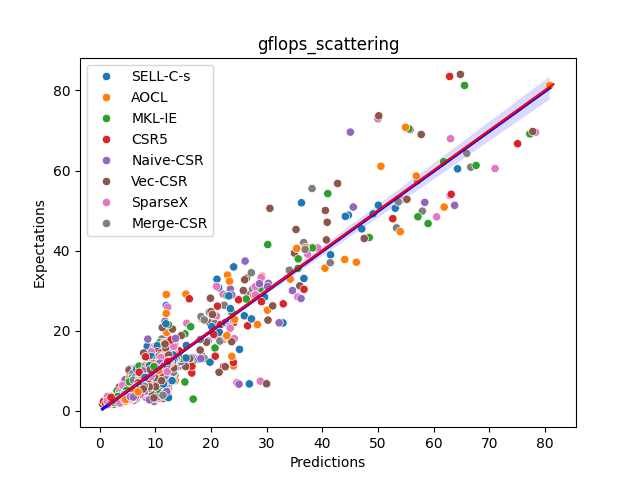 gflops_scattering
SELL-C-s
AOCL
MKL-IE
CSR5
Naive-CSR
Vec-CSR
SparseX
Merge-CSR
Expectations
80
60
40
20
0
0 10 20 30 40 50 60 70 80
Predictions